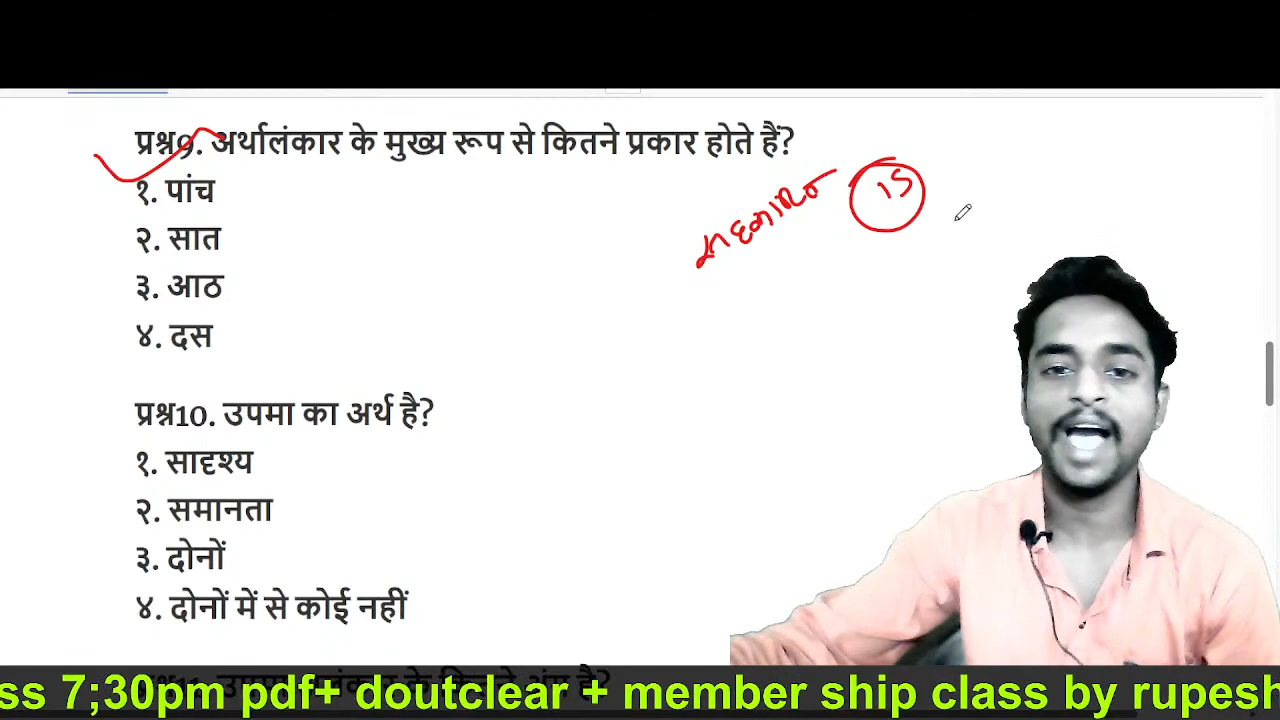 प्रश्न9. अर्थालंकार के मुख्य रूप से कितने प्रकार होते हैं?
१. पांच
२. सात
३. आठ
४. दस
15
प्रश्न10. उपमा का अर्थ है?
१. सादृश्य
२. समानता
३. दोनों
४. दोनों में से कोई नहीं
ss 7;30pm pdf+ doutclear + member ship class by rupesh